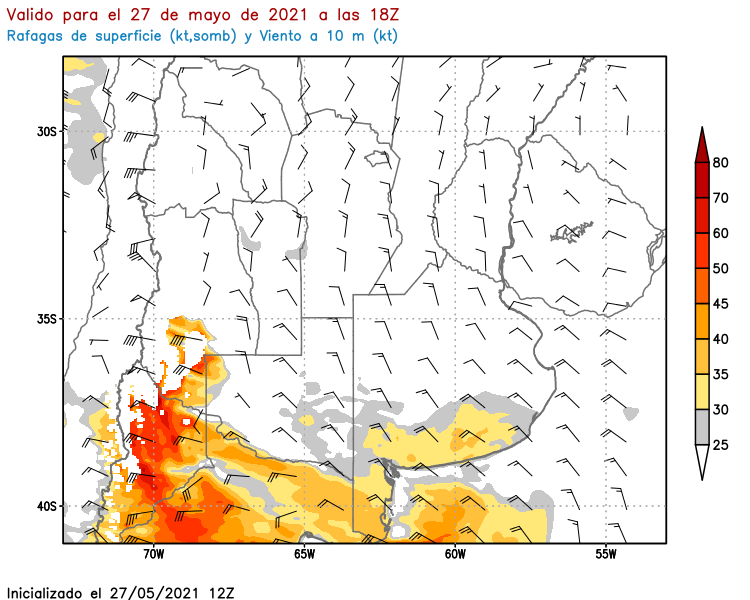 Valido para el 27 de mayo de 2021 a las 18Z
Rafagas de superficie (kt,somb) y Viento a 10 m (kt)
30S
35S
40S
70W
65W
60W
55W
80
70
60
50
45
40
35
30
25
Inicializado el 27/05/2021 12Z